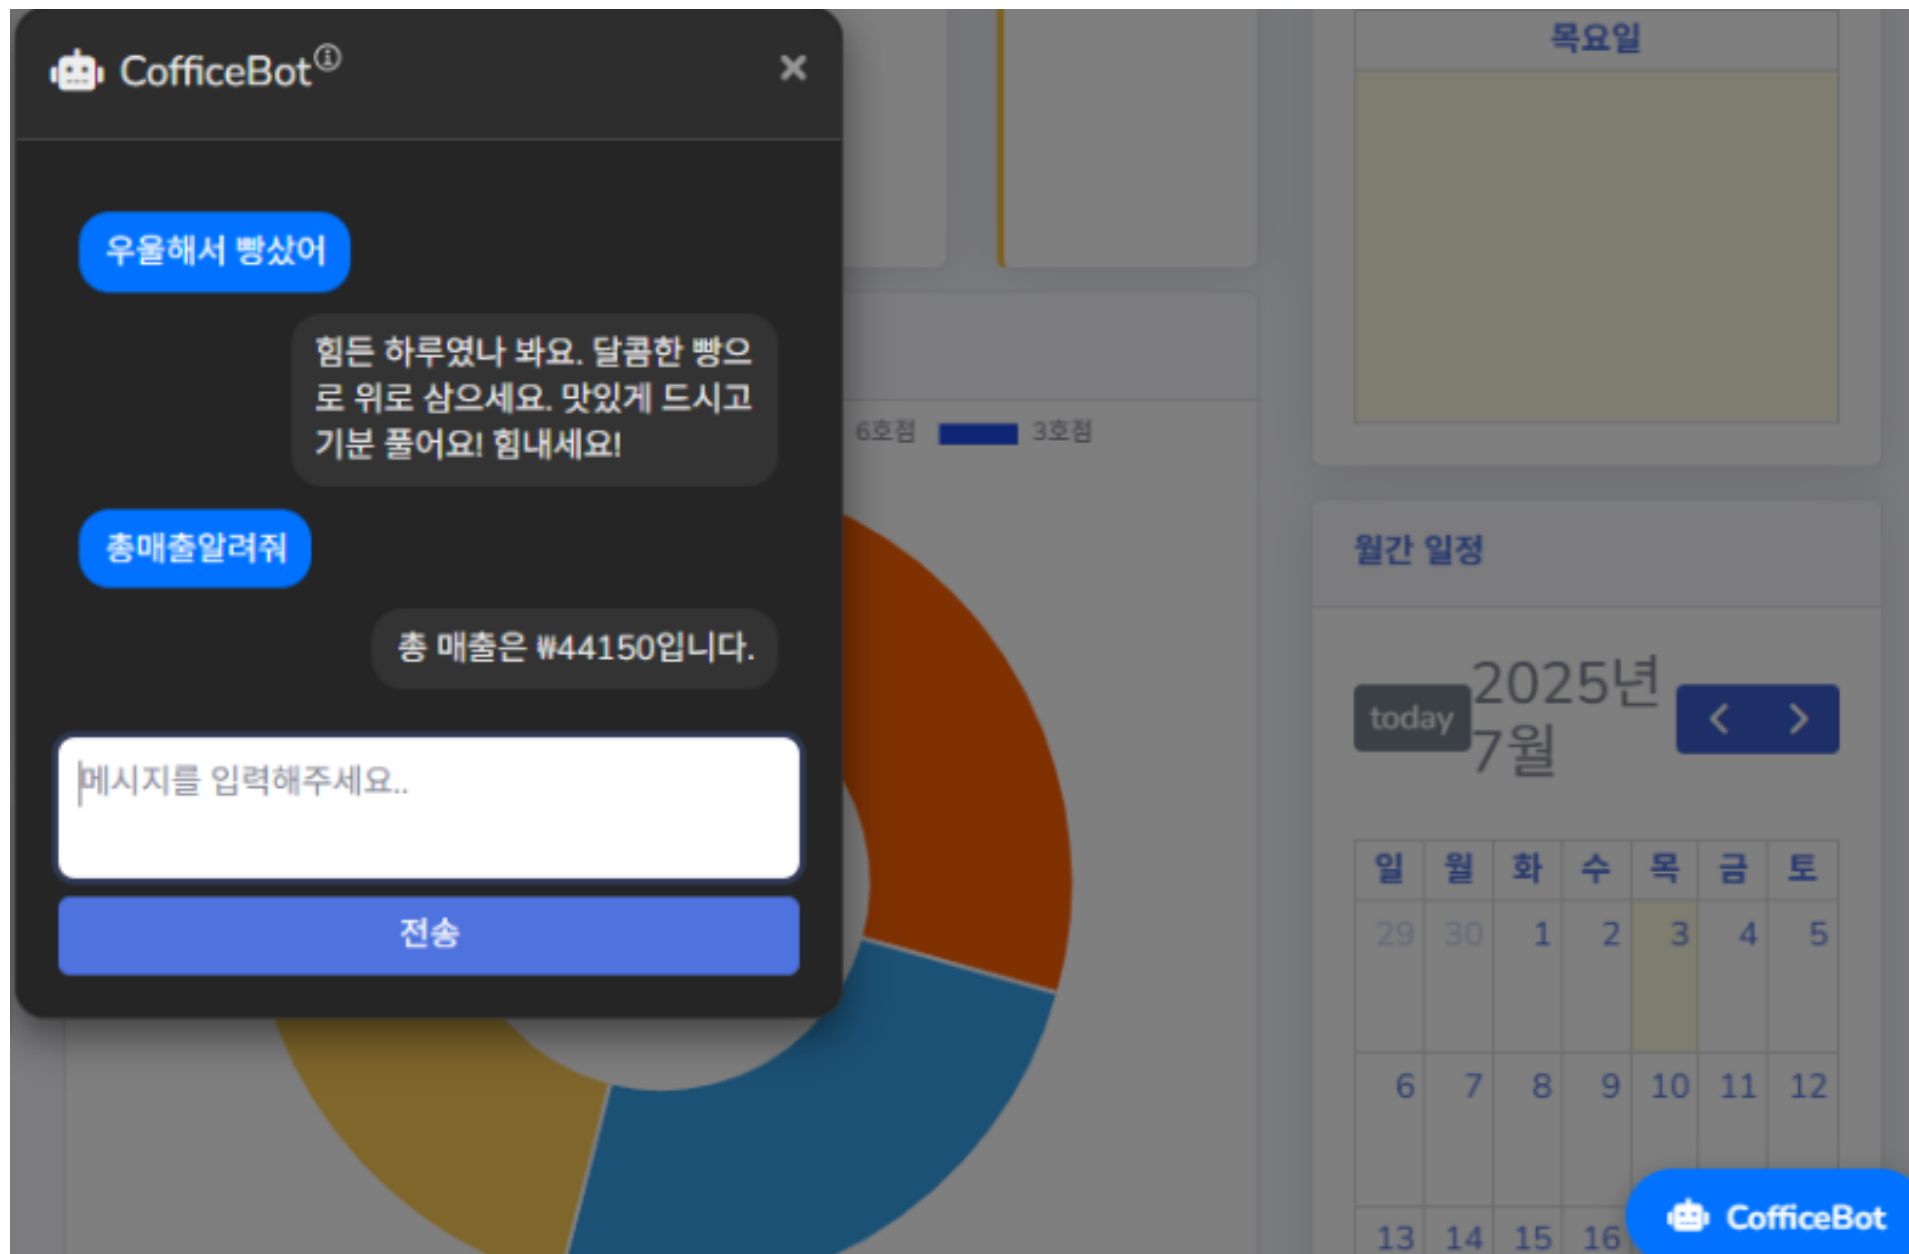 CofficeBot
우울해서 빵샀어
힘든 하루였나 봐요. 달콤한 빵으
로 위로 삼으세요. 맛있게 드시고
기분 풀어요! 힘내세요!
총매출알려줘
총 매출은 ₩44150입니다.
메시지를 입력해주세요..
전송
6호점 3호점
목요일
월간 일정
today
2025년
7월
일 월 화 수 목 금 토
29 30 1 2 3 4 5
6 7 8 9 10 11 12
13 14 15 16
CofficeBot